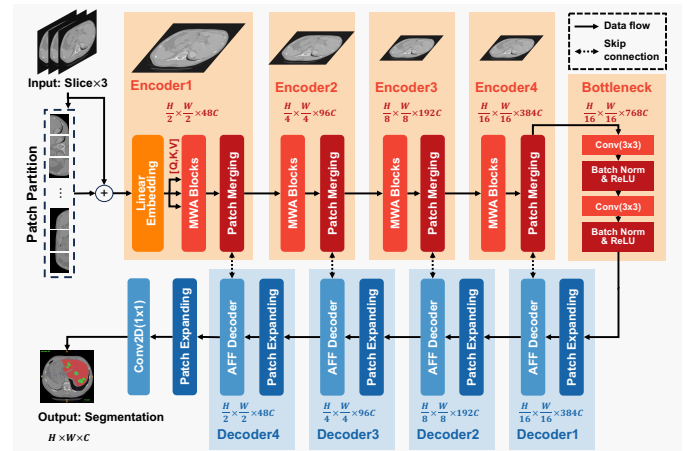 Data flow
Skip
connection
Input: Slice×3
Encoder1
Encoder2
Encoder3
Encoder4
Bottleneck
H/2 × W/2 ×48C
H/4 × W/4 ×96C
H/8 × W/8 ×192C
H/16 × W/16 ×384C
H/16 × W/16 ×768C
Patch Partition
...
+
Linear
Embedding
[Q,K,V]
MWA Blocks
Patch Merging
MWA Blocks
Patch Merging
MWA Blocks
Patch Merging
MWA Blocks
Patch Merging
Conv(3x3)
Batch Norm
& ReLU
Conv(3x3)
Batch Norm
& ReLU
Conv2D(1x1)
Patch Expanding
AFF Decoder
Patch Expanding
AFF Decoder
Patch Expanding
AFF Decoder
Patch Expanding
AFF Decoder
Patch Expanding
Output: Segmentation
H×W×C
H/2 × W/2 ×48C
H/4 × W/4 ×96C
H/8 × W/8 ×192C
H/16 × W/16 ×384C
Decoder4
Decoder3
Decoder2
Decoder1